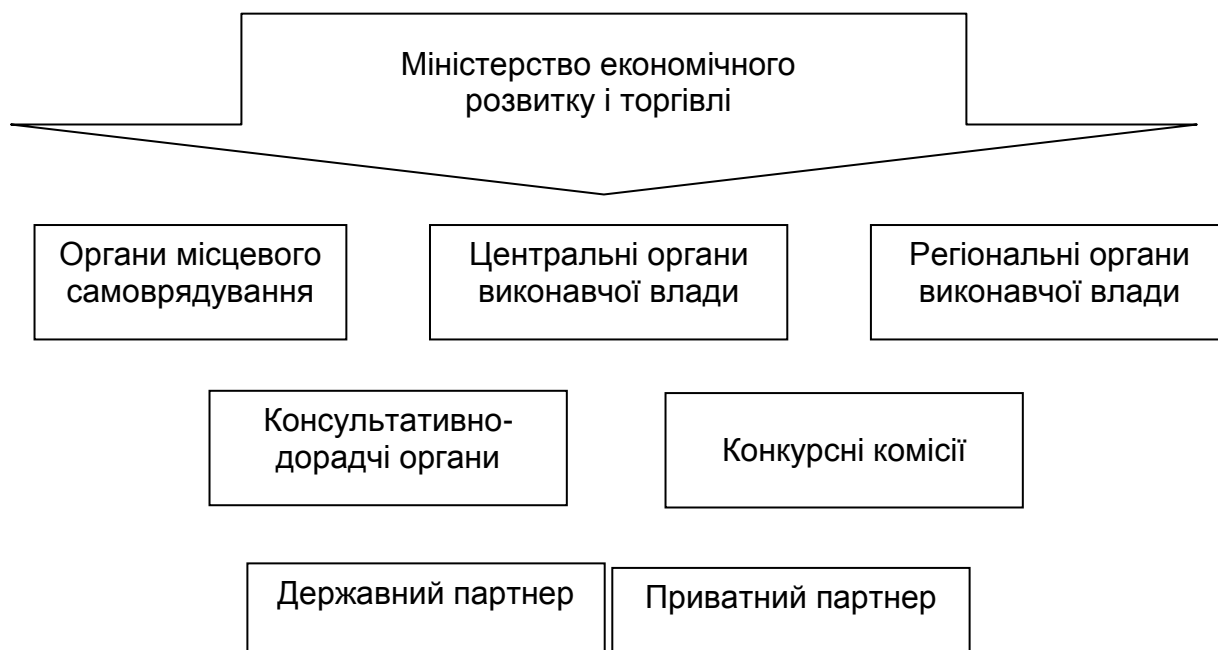 Міністерство економічного
розвитку і торгівлі
Органи місцевого
самоврядування
Центральні органи
виконавчої влади
Регіональні органи
виконавчої влади
Консультативно-
дорадчі органи
Конкурсні комісії
Державний партнер
Приватний партнер